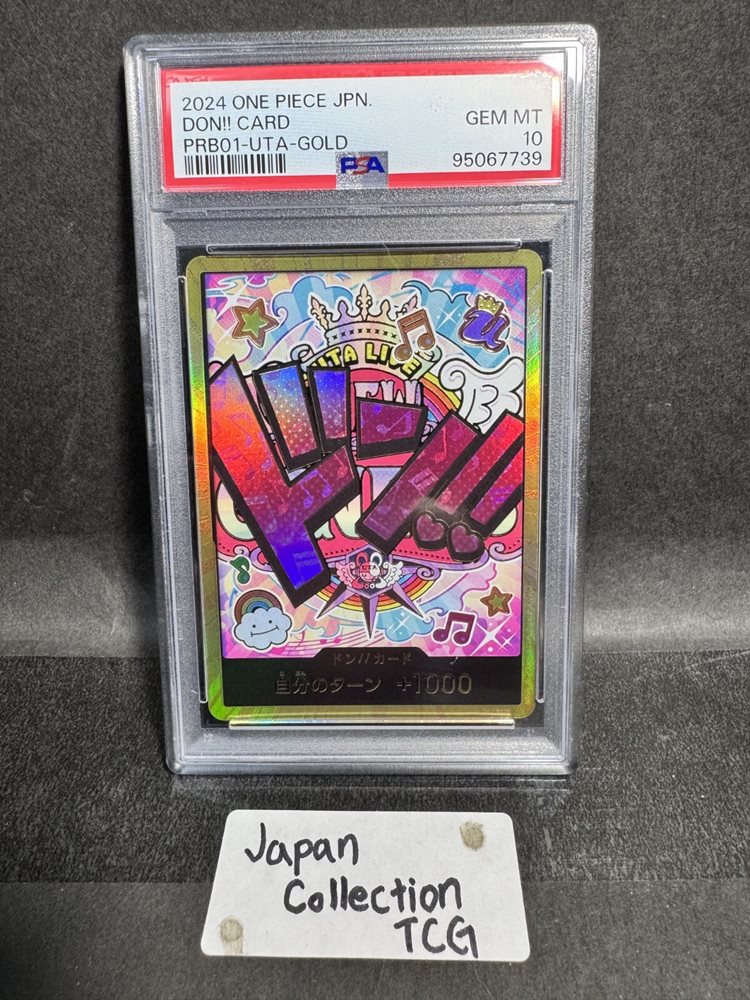 2024 ONE PIECE JPN.
DON!! CARD
GEM MT
PRB01-UTA-GOLD
10
PSA
95067739
UTA LIVE
ドン!!
ドン!!カード
自分のターン +1000
Japan
Collection
TCG